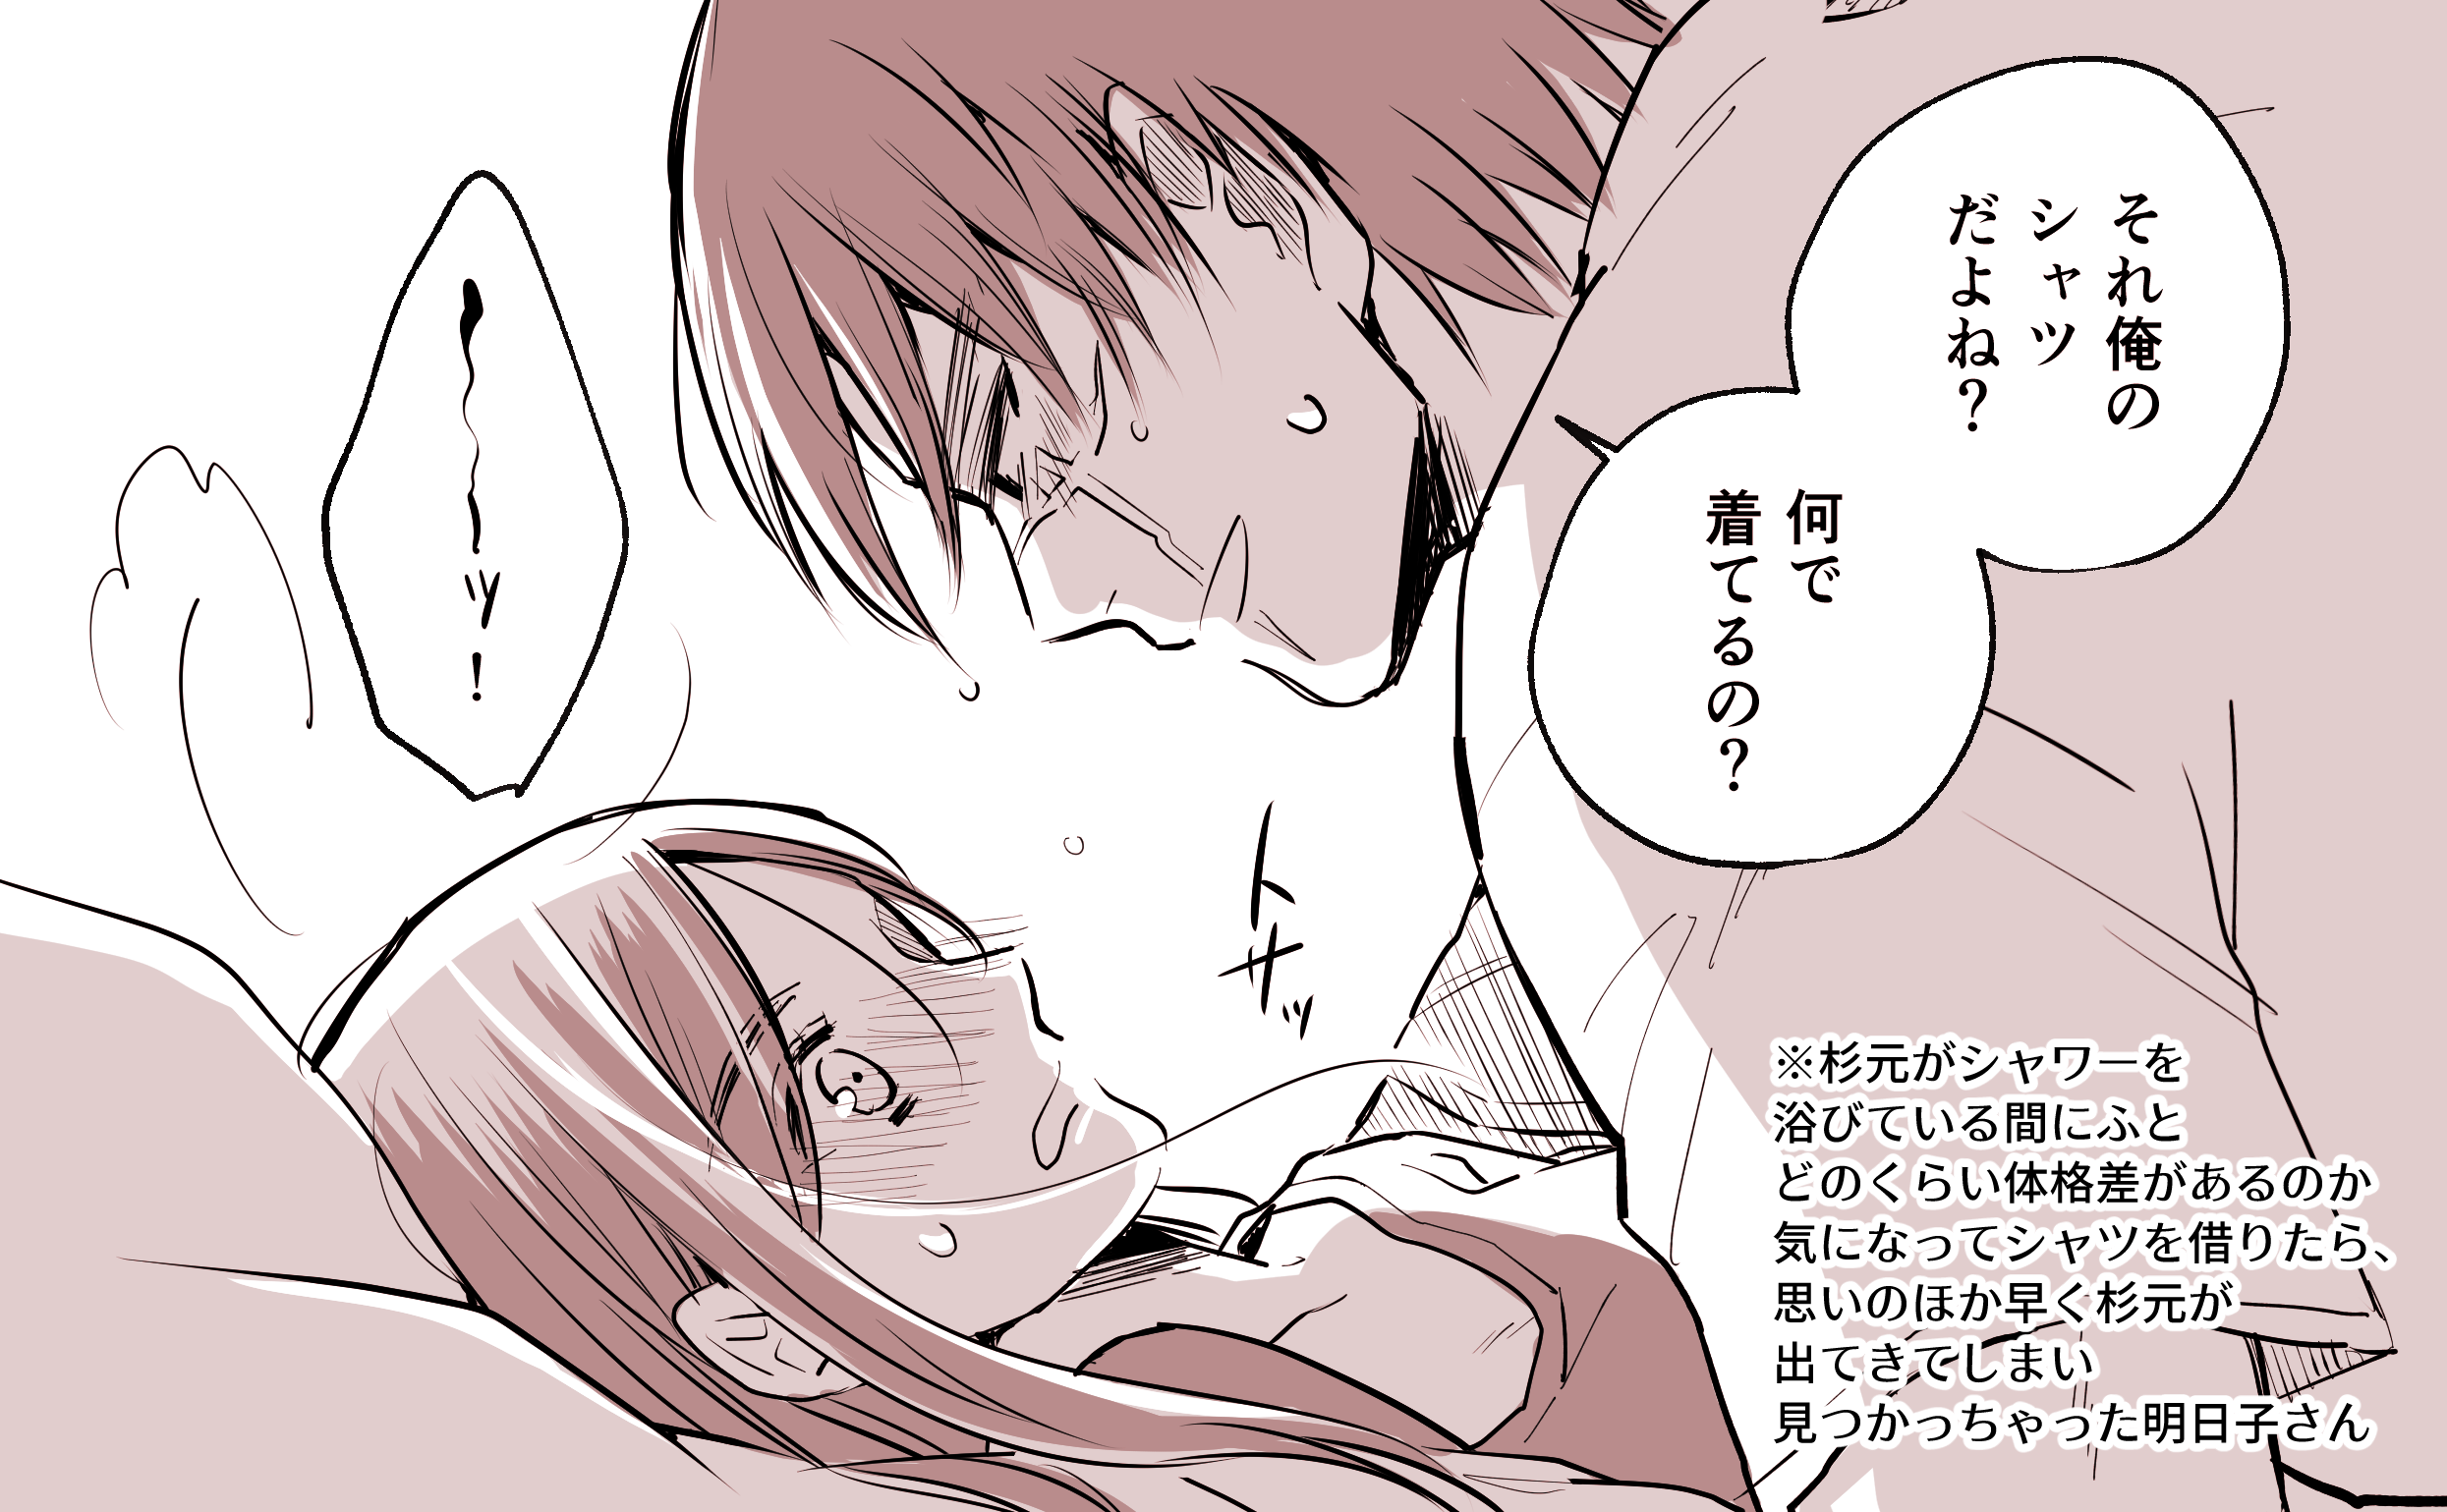 それ俺の
シャツ
だよね?
何で
着てるの?
ーーッ!
ドサッ
※杉元がシャワーを
浴びている間にふと
どのくらい体格差があるのか
気になってシャツを借りたら、
思いのほか早く杉元が
出てきてしまい
見つかっちゃった明日子さん